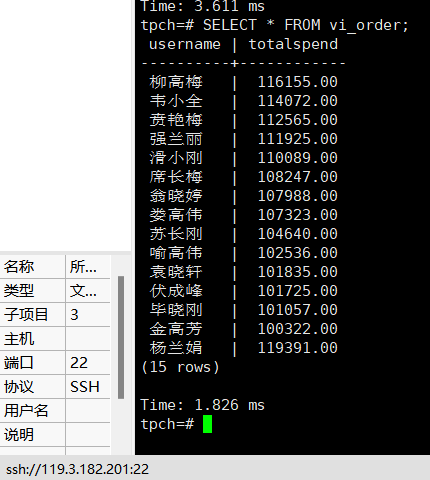 Time: 3.611 ms
tpch=# SELECT * FROM vi_order;
username | totalspend
----------+------------
柳高梅 | 116155.00
韦小全 | 114072.00
贲艳梅 | 112565.00
强兰丽 | 111925.00
滑小刚 | 110089.00
席长梅 | 108247.00
翁晓婷 | 107988.00
娄高伟 | 107323.00
苏长刚 | 104640.00
喻高伟 | 102536.00
袁晓轩 | 101835.00
伏成峰 | 101725.00
毕晓刚 | 101057.00
金高芳 | 100322.00
杨兰娟 | 119391.00
(15 rows)
Time: 1.826 ms
tpch=#
名称 所...
类型 文...
子项目 3
主机
端口 22
协议 SSH
用户名
说明
ssh://119.3.182.201:22